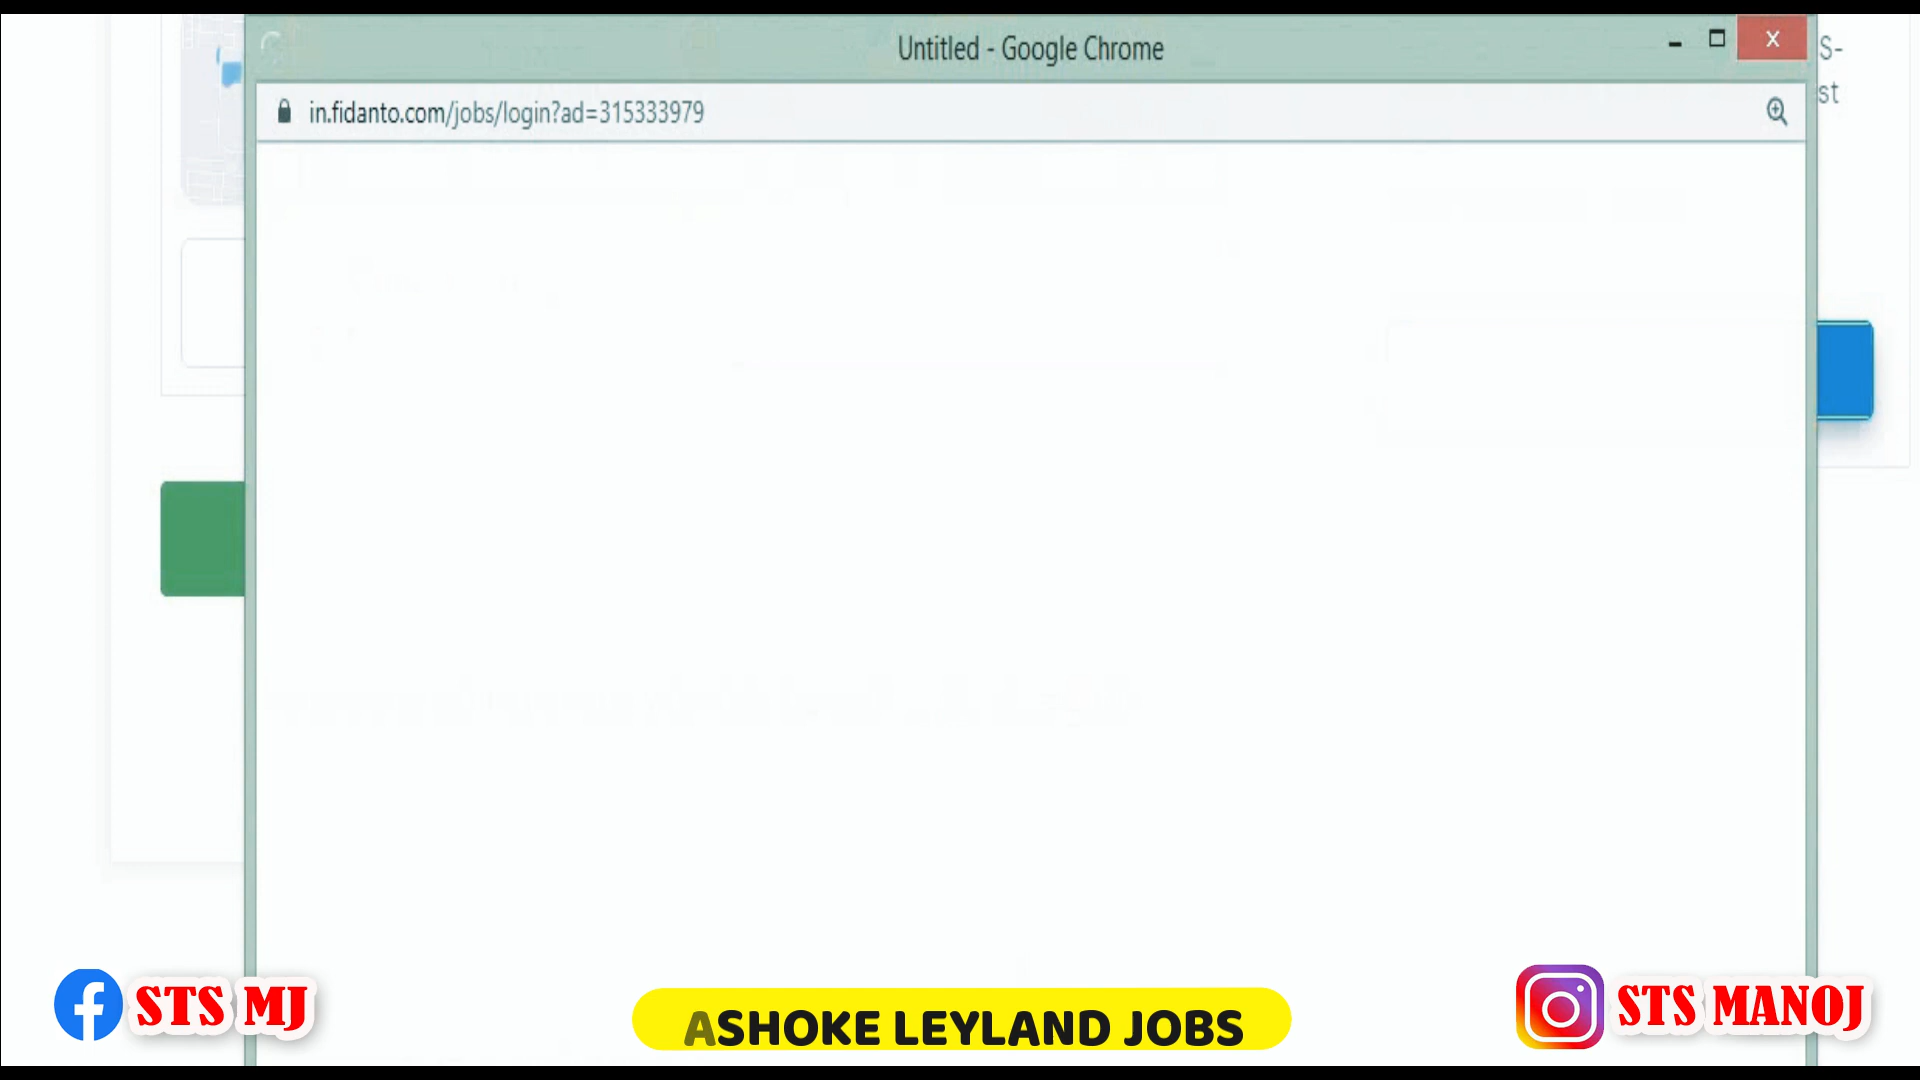 Untitled - Google Chrome
X
S-
in.fidanto.com/jobs/login?ad=315333979
st
STS MJ
ASHOKE LEYLAND JOBS
STS MANOJ